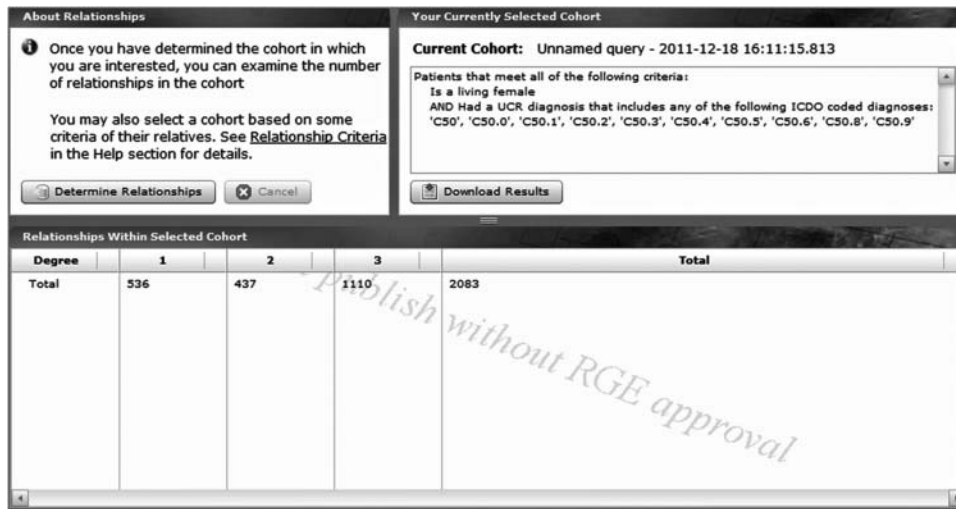 About Relationships
Once you have determined the cohort in which
you are interested, you can examine the number
of relationships in the cohort
You may also select a cohort based on some
criteria of their relatives. See Relationship Criteria
in the Help section for details.
Determine Relationships
Cancel
Your Currently Selected Cohort
Current Cohort: Unnamed query - 2011-12-18 16:11:15.813
Patients that meet all of the following criteria:
Is a living female
AND Had a UCR diagnosis that includes any of the following ICDO coded diagnoses:
'C50', 'C50.0', 'C50.1', 'C50.2', 'C50.3', 'C50.4', 'C50.5', 'C50.6', 'C50.8', 'C50.9'
Download Results
Relationships Within Selected Cohort
Degree 1 2 3 Total
Total 536 437 1110 2083
publish without RGE approval